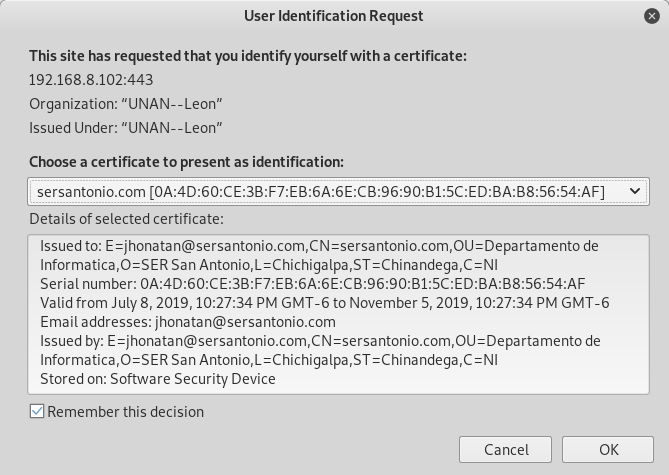 User Identification Request
This site has requested that you identify yourself with a certificate:
192.168.8.102:443
Organization: “UNAN--Leon”
Issued Under: “UNAN--Leon”
Choose a certificate to present as identification:
sersantonio.com [0A:4D:60:CE:3B:F7:EB:6A:6E:CB:96:90:B1:5C:ED:BA:B8:56:54:AF]
Details of selected certificate:
Issued to: E=jhonatan@sersantonio.com,CN=sersantonio.com,OU=Departamento de
Informatica,O=SER San Antonio,L=Chichigalpa,ST=Chinandega,C=NI
Serial number: 0A:4D:60:CE:3B:F7:EB:6A:6E:CB:96:90:B1:5C:ED:BA:B8:56:54:AF
Valid from July 8, 2019, 10:27:34 PM GMT-6 to November 5, 2019, 10:27:34 PM GMT-6
Email addresses: jhonatan@sersantonio.com
Issued by: E=jhonatan@sersantonio.com,CN=sersantonio.com,OU=Departamento de
Informatica,O=SER San Antonio,L=Chichigalpa,ST=Chinandega,C=NI
Stored on: Software Security Device
Remember this decision
Cancel OK